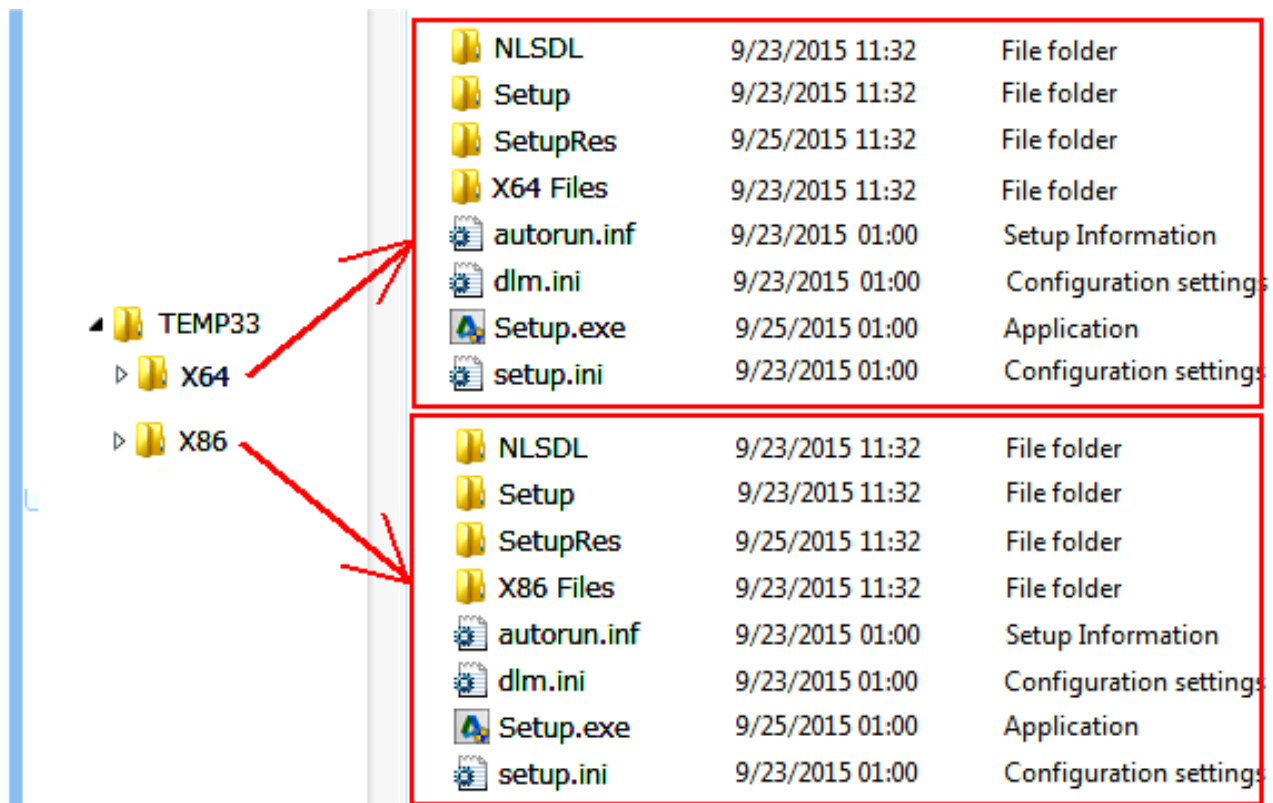 NLSDL 9/23/2015 11:32 File folder
Setup 9/23/2015 11:32 File folder
SetupRes 9/25/2015 11:32 File folder
X64 Files 9/23/2015 11:32 File folder
autorun.inf 9/23/2015 01:00 Setup Information
dlm.ini 9/23/2015 01:00 Configuration settings
Setup.exe 9/25/2015 01:00 Application
setup.ini 9/23/2015 01:00 Configuration settings
TEMP33
X64
X86
NLSDL 9/23/2015 11:32 File folder
Setup 9/23/2015 11:32 File folder
SetupRes 9/25/2015 11:32 File folder
X86 Files 9/23/2015 11:32 File folder
autorun.inf 9/23/2015 01:00 Setup Information
dlm.ini 9/23/2015 01:00 Configuration settings
Setup.exe 9/25/2015 01:00 Application
setup.ini 9/23/2015 01:00 Configuration settings